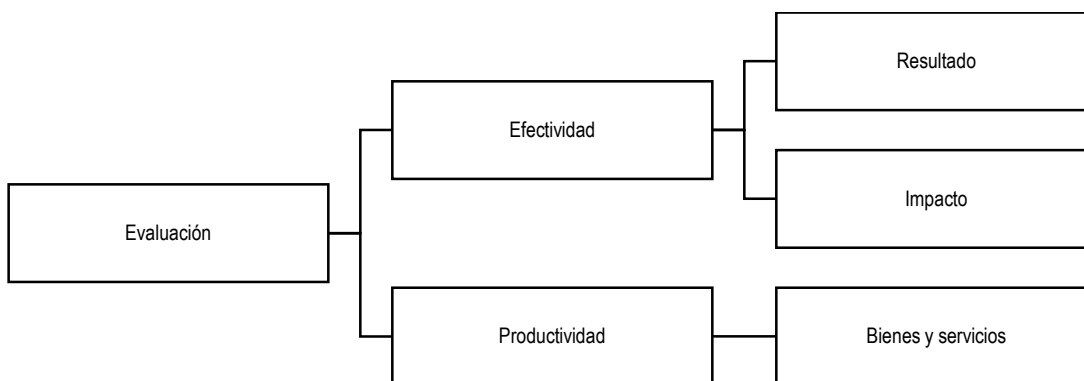 Resultado
Efectividad
Impacto
Evaluación
Productividad
Bienes y servicios